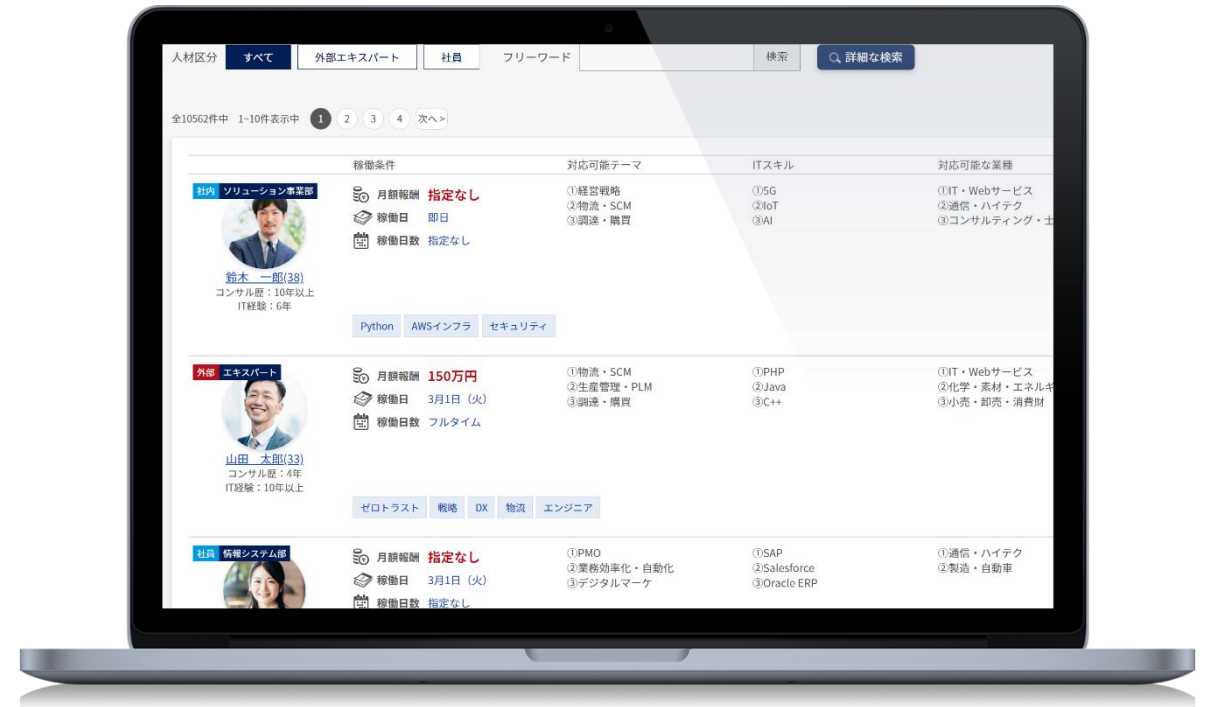 人材区分 すべて 外部エキスパート 社員 フリーワード 検索 詳細な検索
全10562件中 1~10件表示中 1 2 3 4 次へ >
稼働条件 対応可能テーマ ITスキル 対応可能な業種
社内 ソリューション事業部
月額報酬 指定なし
稼働日 即日
稼働日数 指定なし
①経営戦略
②物流・SCM
③調達・購買
①5G
②IoT
③AI
①IT・Webサービス
②通信・ハイテク
③コンサルティング・士
鈴木 一郎(38)
コンサル歴：10年以上
IT経験：6年
Python AWSインフラ セキュリティ
外部 エキスパート
月額報酬 150万円
稼働日 3月1日（火）
稼働日数 フルタイム
①物流・SCM
②生産管理・PLM
③調達・購買
①PHP
②Java
③C++
①IT・Webサービス
②化学・素材・エネルギ
③小売・卸売・消費財
山田 太郎(33)
コンサル歴：4年
IT経験：10年以上
ゼロトラスト 戦略 DX 物流 エンジニア
社員 情報システム部
月額報酬 指定なし
稼働日 3月1日（火）
稼働日数 指定なし
①PMO
②業務効率化・自動化
③デジタルマーケ
①SAP
②Salesforce
③Oracle ERP
①通信・ハイテク
②製造・自動車